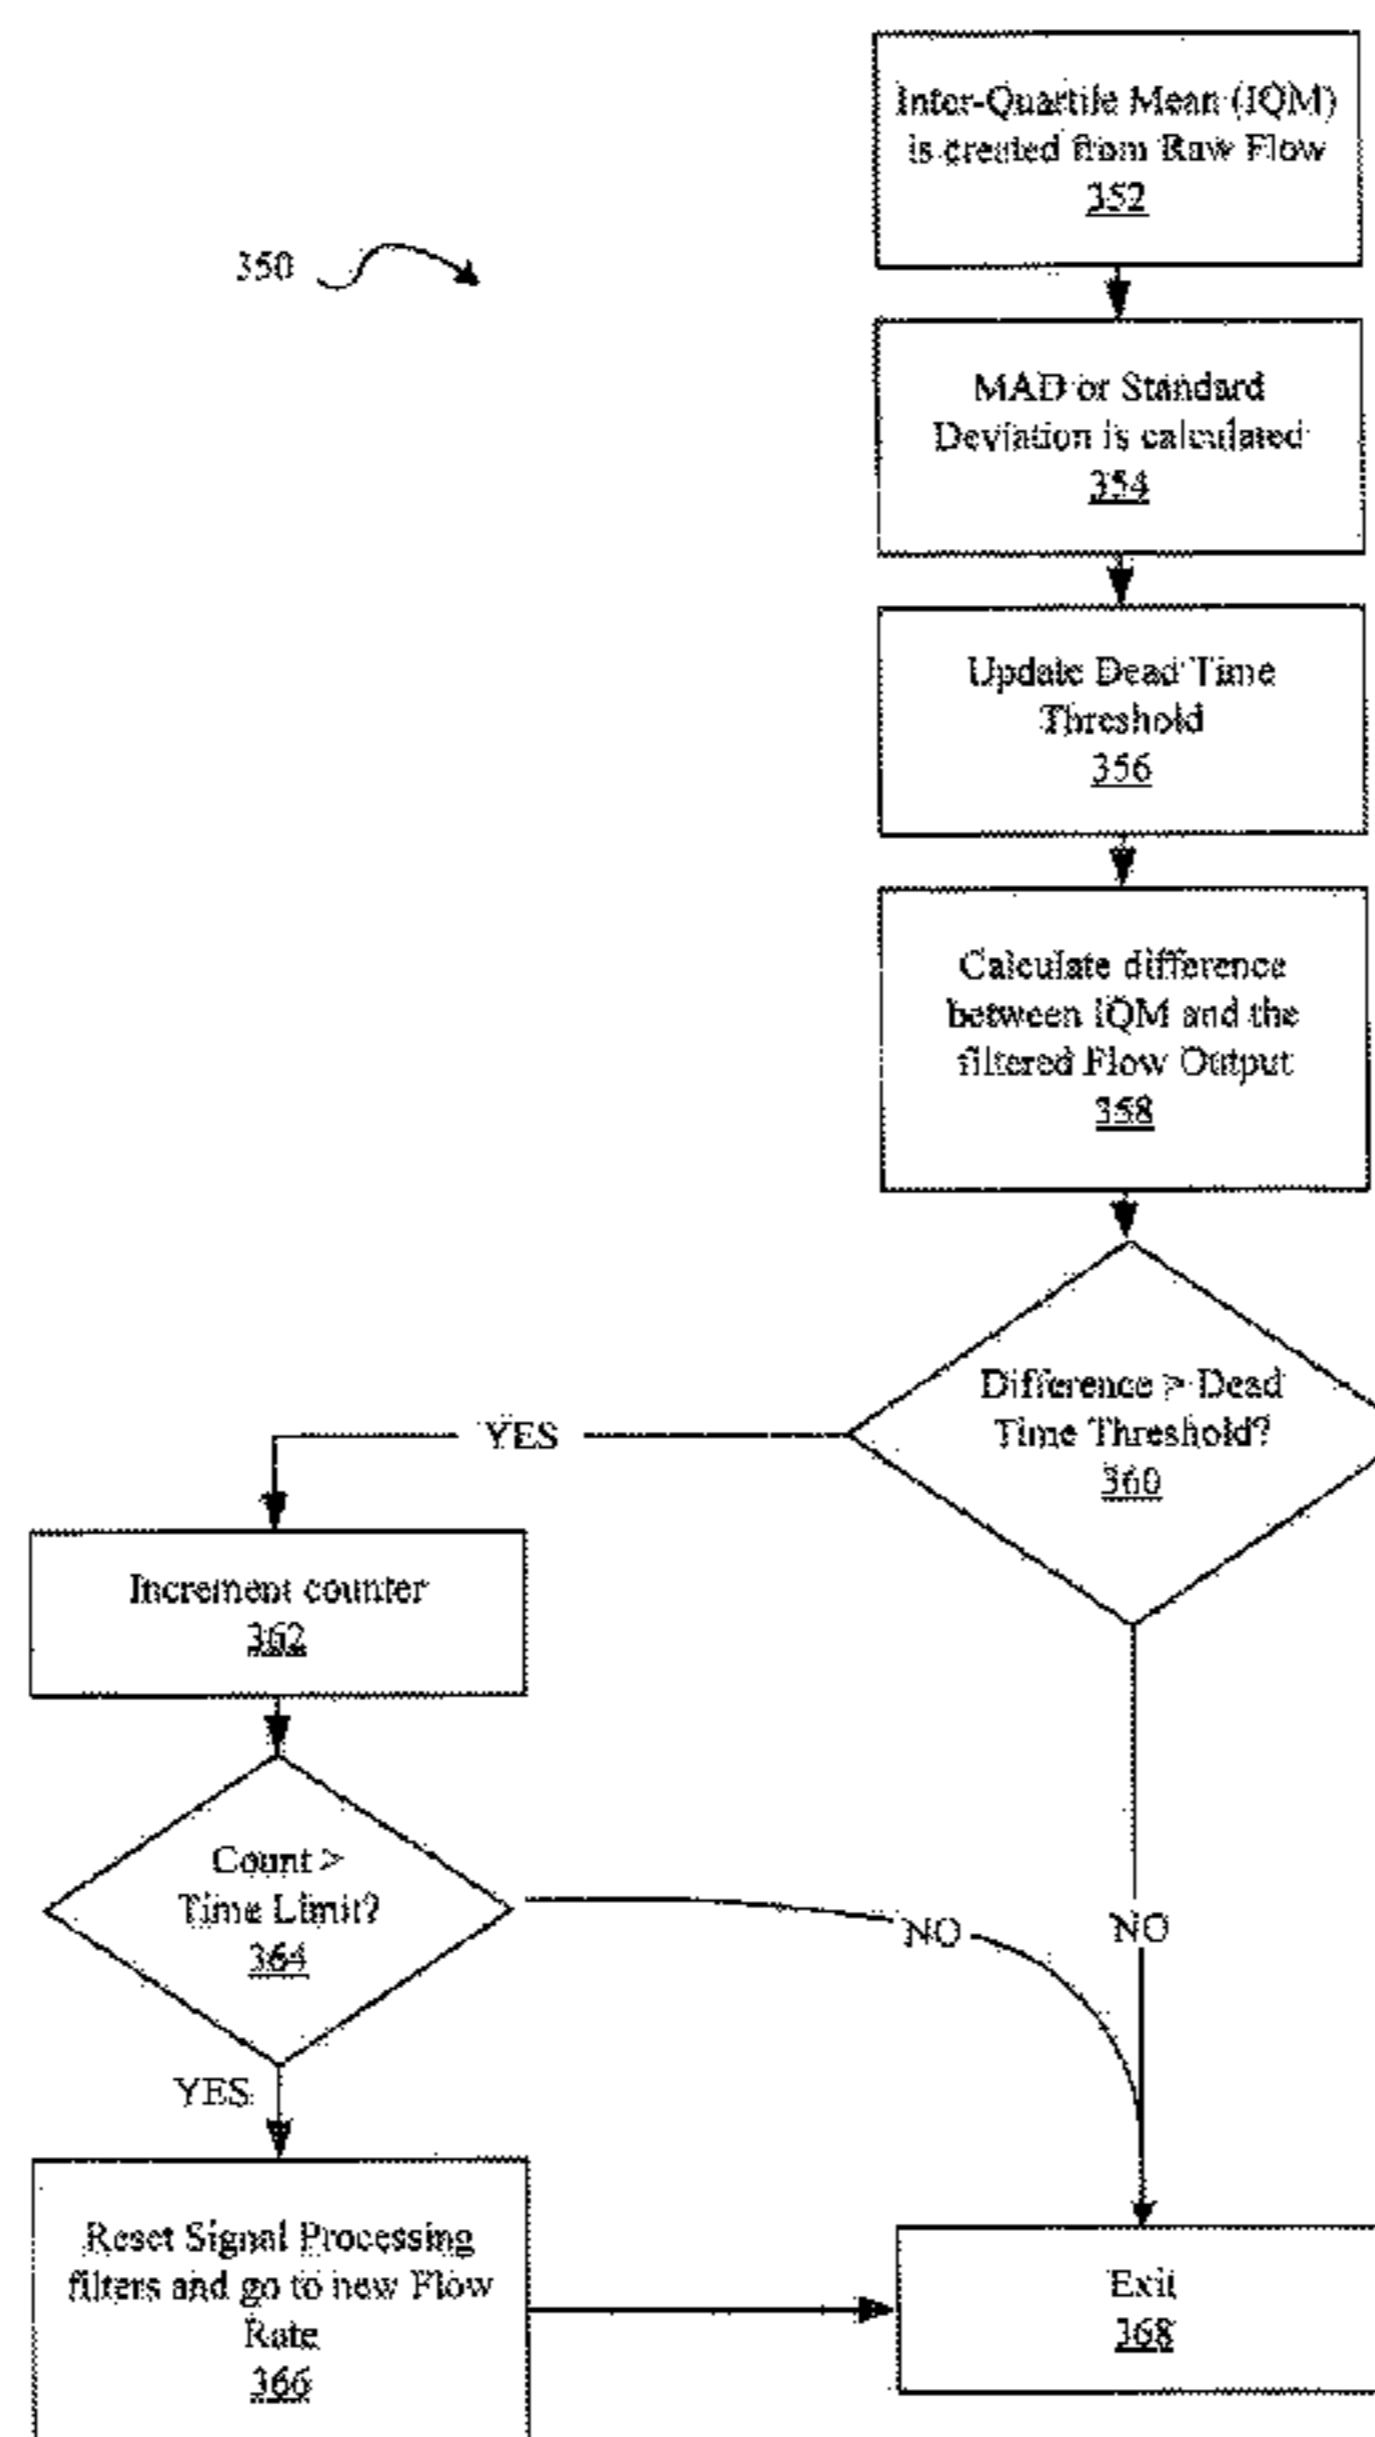 Inter-Quartile Mean (IQM)
is created from Raw Flow
352
350
MAD or Standard
Deviation is calculated
354
Update Dead Time
Threshold
356
Calculate difference
between IQM and the
filtered Flow Output
358
Difference > Dead
Time Threshold?
360
YES
Increment counter
362
Count >
Time Limit?
364
NO
NO
YES
Reset Signal Processing
filters and go to new Flow
Rate
366
Exit
368